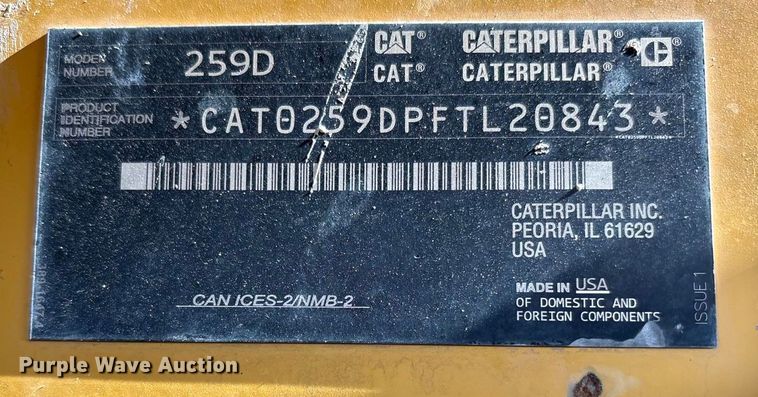 MODEL NUMBER 259D
CAT CAT® CATERPILLAR CATERPILLAR® C®
PRODUCT IDENTIFICATION NUMBER *CAT0259DPFTL20843*
*CAT0259DPFTL20843*
CATERPILLAR INC.
PEORIA, IL 61629
USA
MADE IN USA
OF DOMESTIC AND
FOREIGN COMPONENTS
CAN ICES-2/NMB-2
ISSUE 1
Purple Wave Auction